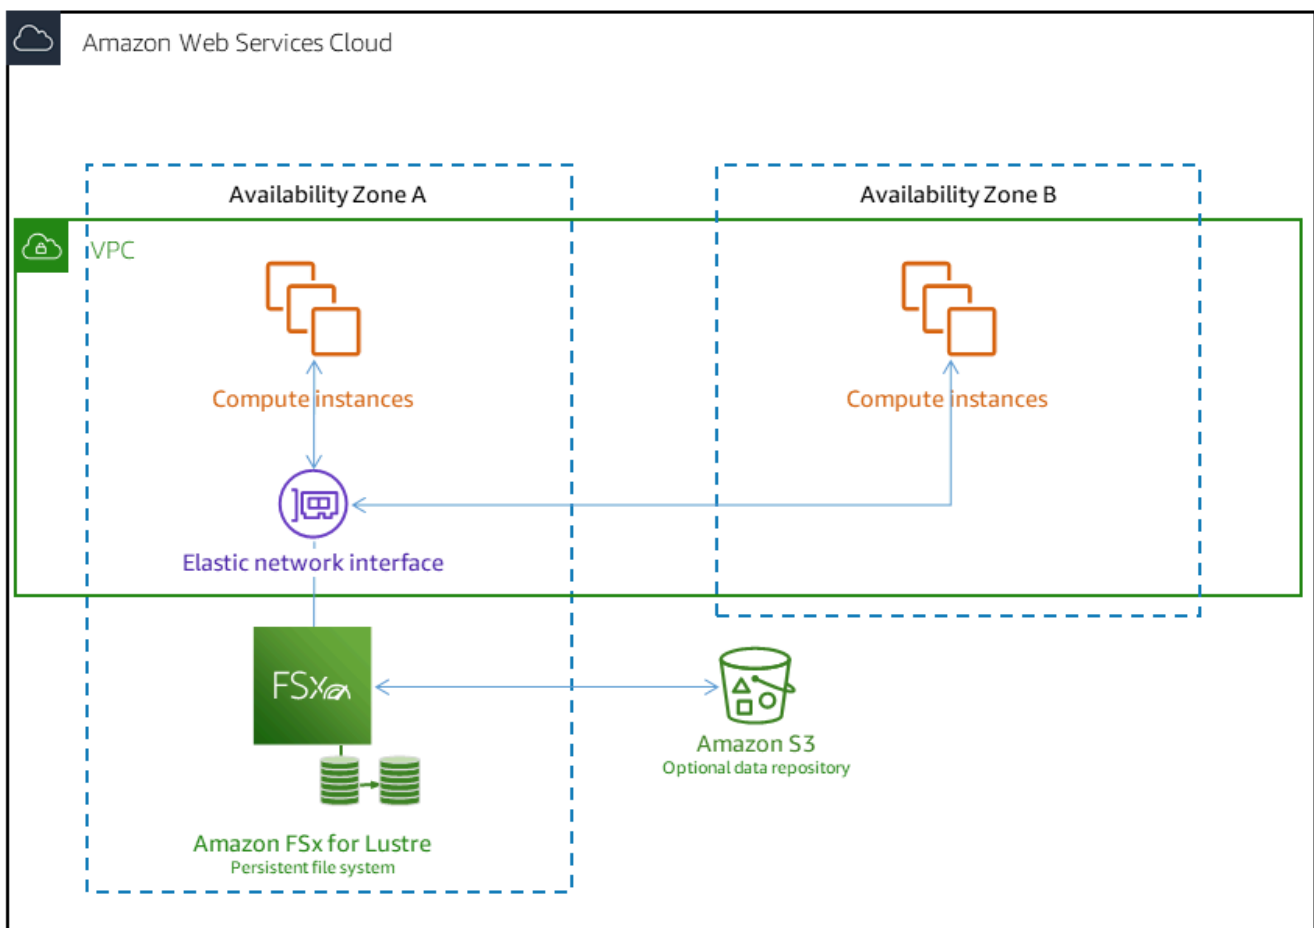 Amazon Web Services Cloud
Availability Zone A
Availability Zone B
VPC
Compute instances
Compute instances
Elastic network interface
FSx
Amazon S3
Optional data repository
Amazon FSx for Lustre
Persistent file system